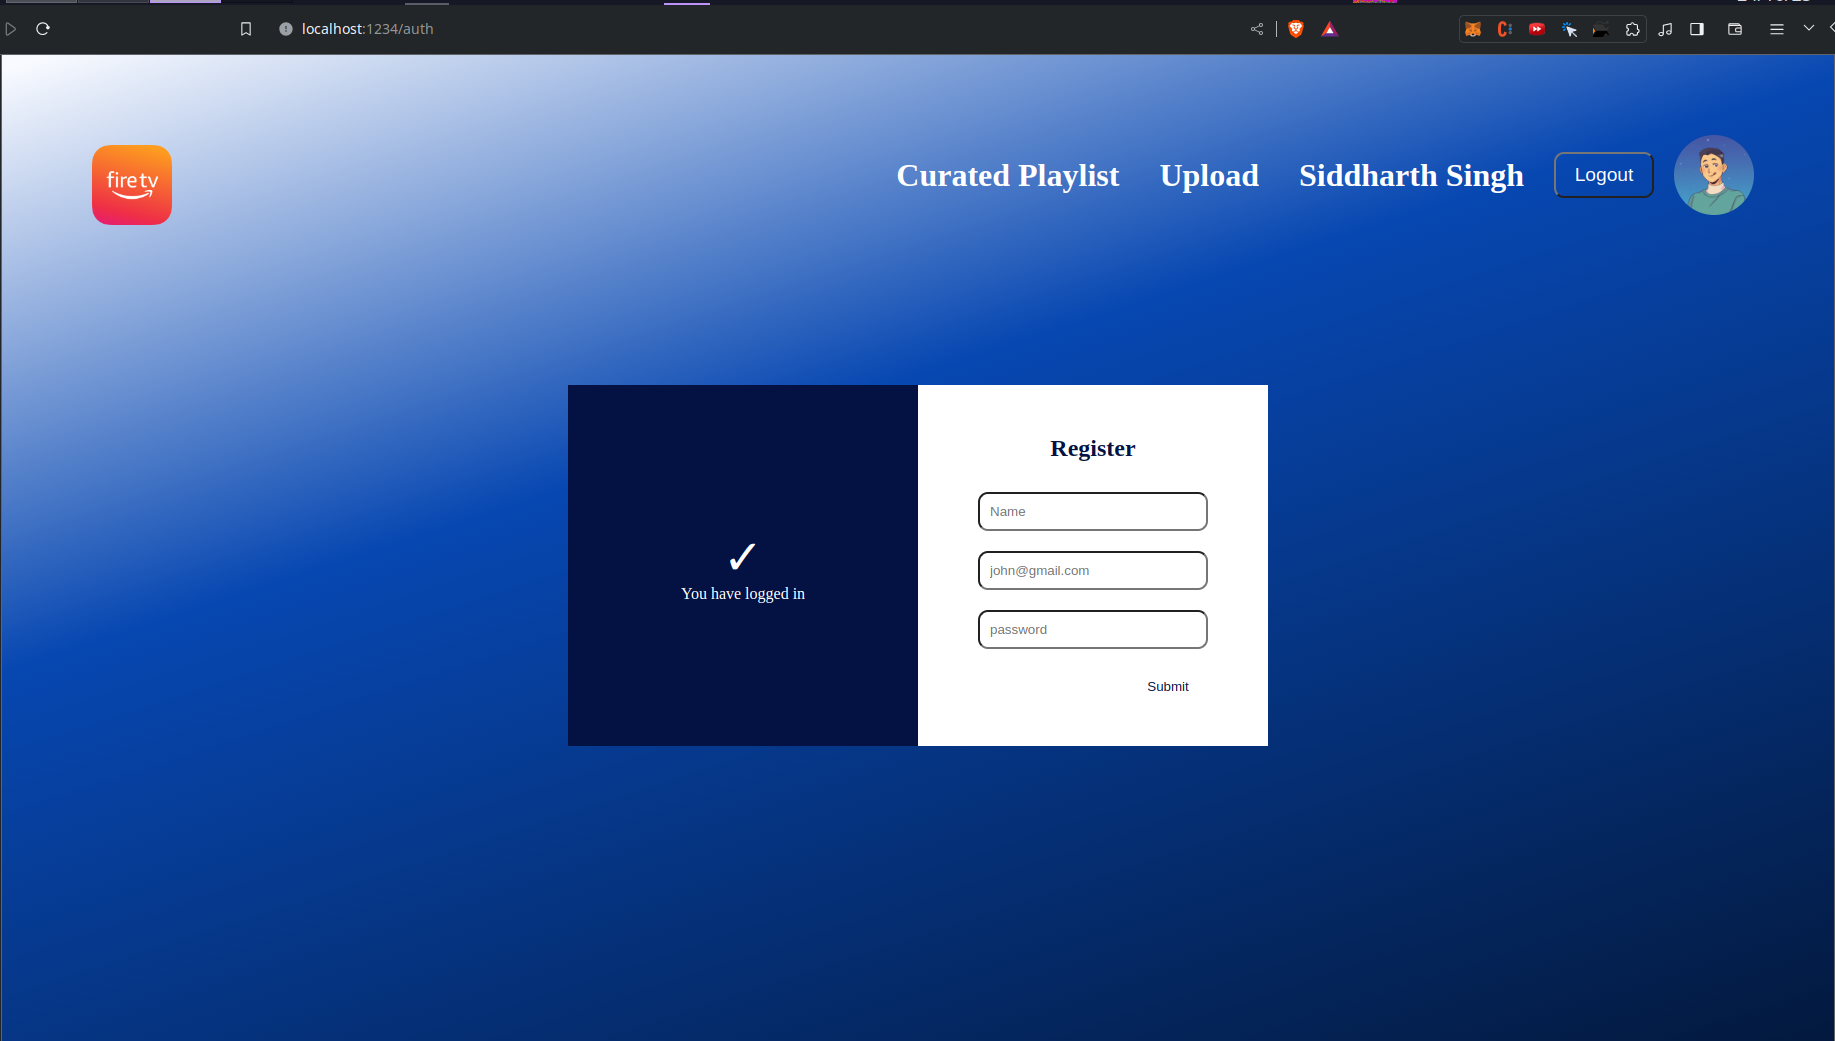 localhost:1234/auth
fire tv
Curated Playlist
Upload
Siddharth Singh
Logout
Register
Name
john@gmail.com
password
Submit
✓
You have logged in